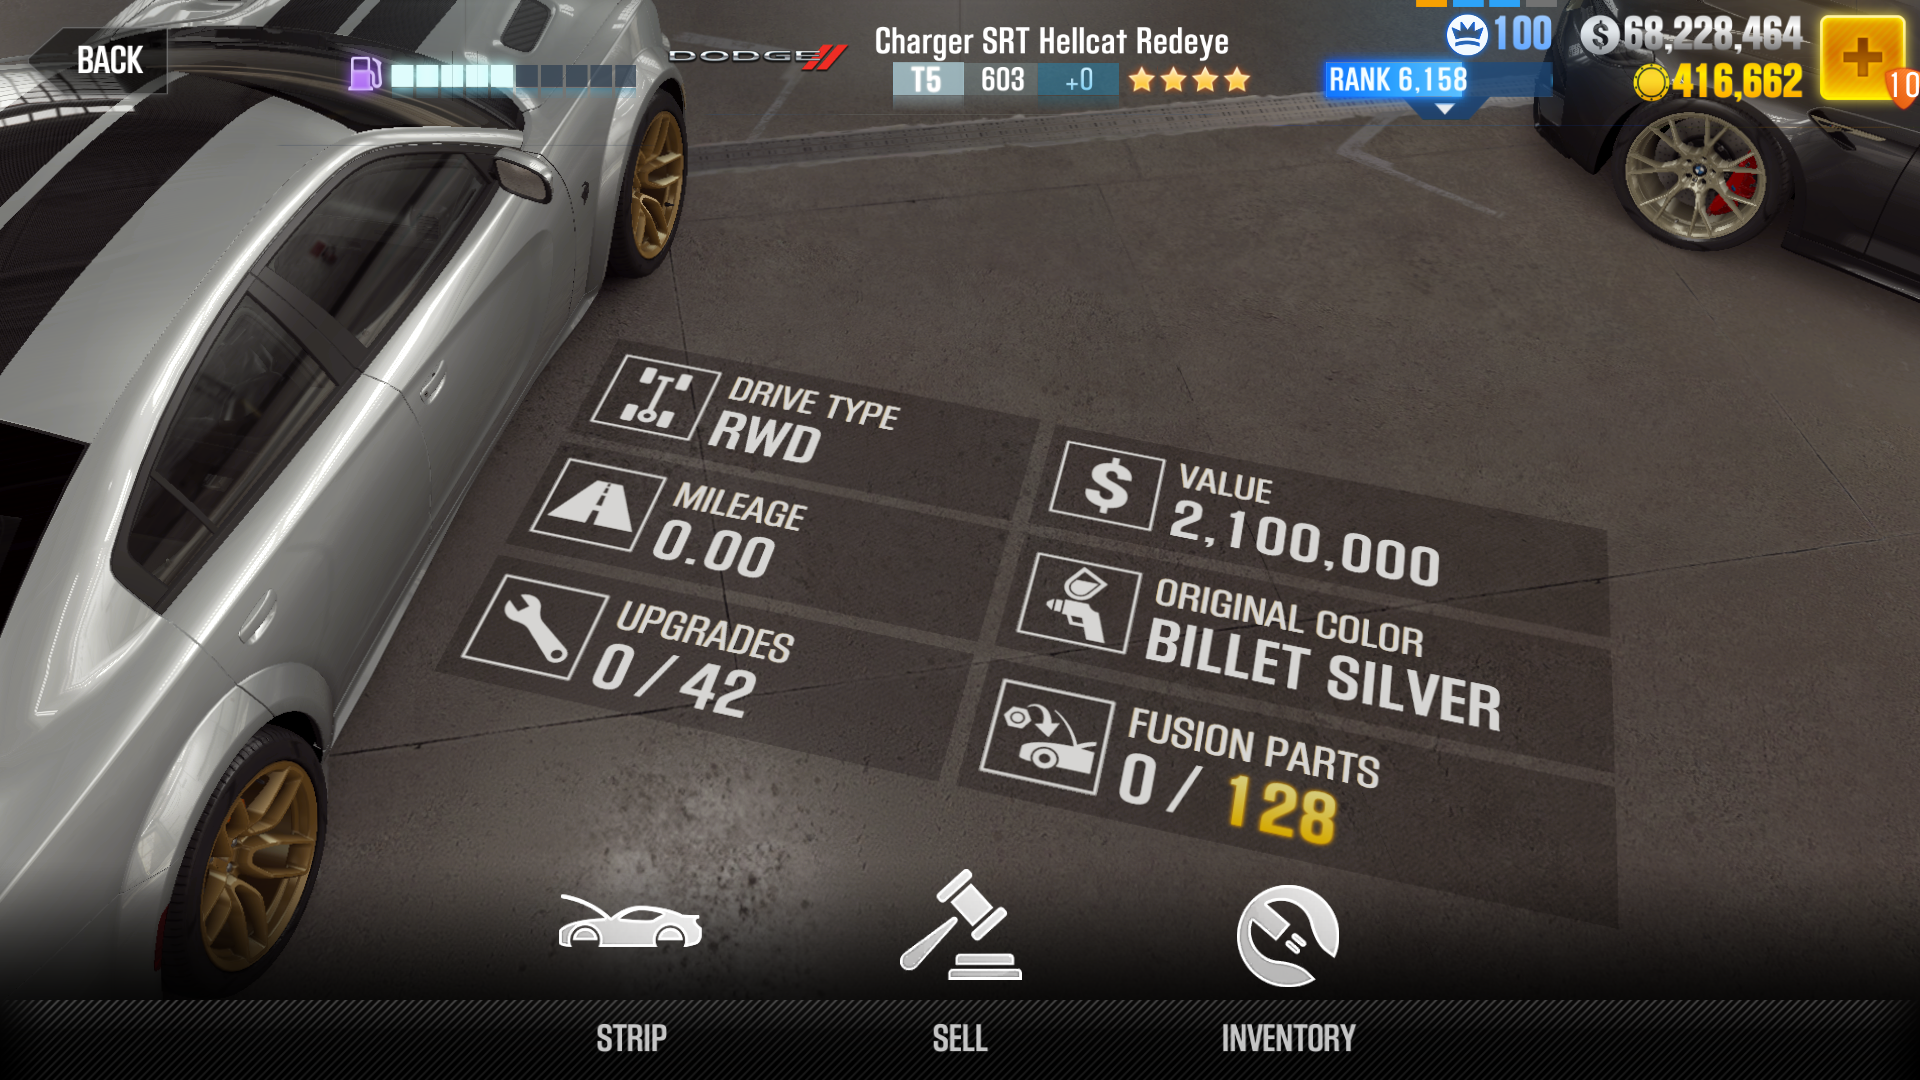 BACK
DODGE
Charger SRT Hellcat Redeye
T5 603 +0
RANK 6,158
100
$ 68,228,464
416,662
10
DRIVE TYPE
RWD
MILEAGE
0.00
UPGRADES
0 / 42
$ VALUE
2,100,000
ORIGINAL COLOR
BILLET SILVER
FUSION PARTS
0 / 128
STRIP
SELL
INVENTORY